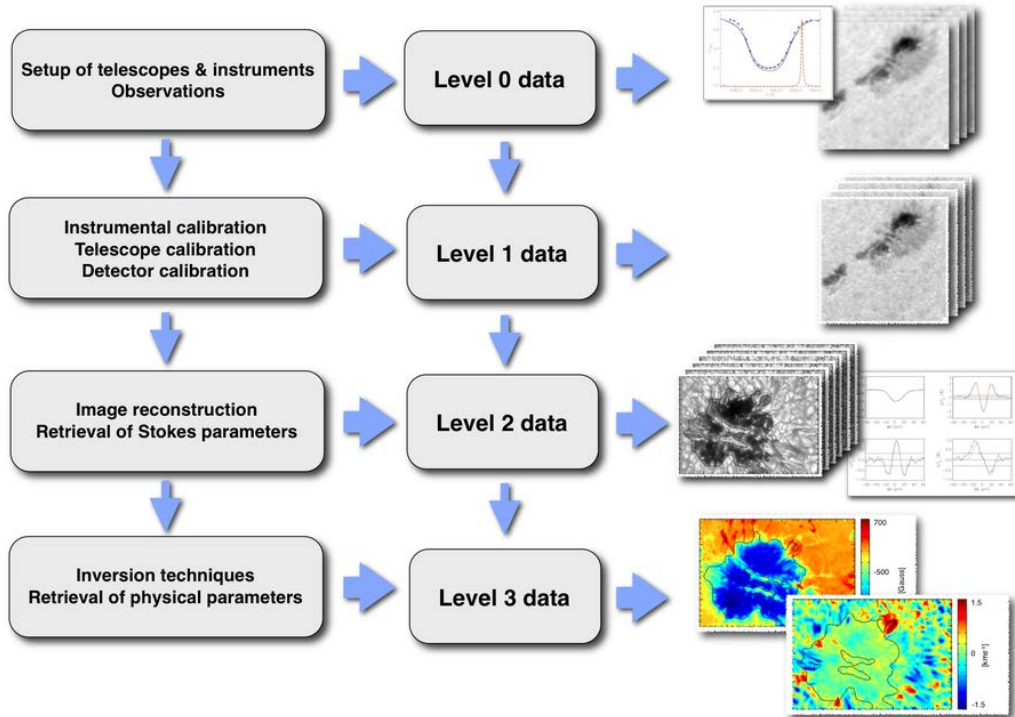 Setup of telescopes & instruments
Observations
Level 0 data
Instrumental calibration
Telescope calibration
Detector calibration
Level 1 data
Image reconstruction
Retrieval of Stokes parameters
Level 2 data
Inversion techniques
Retrieval of physical parameters
Level 3 data
700
-500
[Gauss]
1.5
0
-1.5
[kms⁻¹]